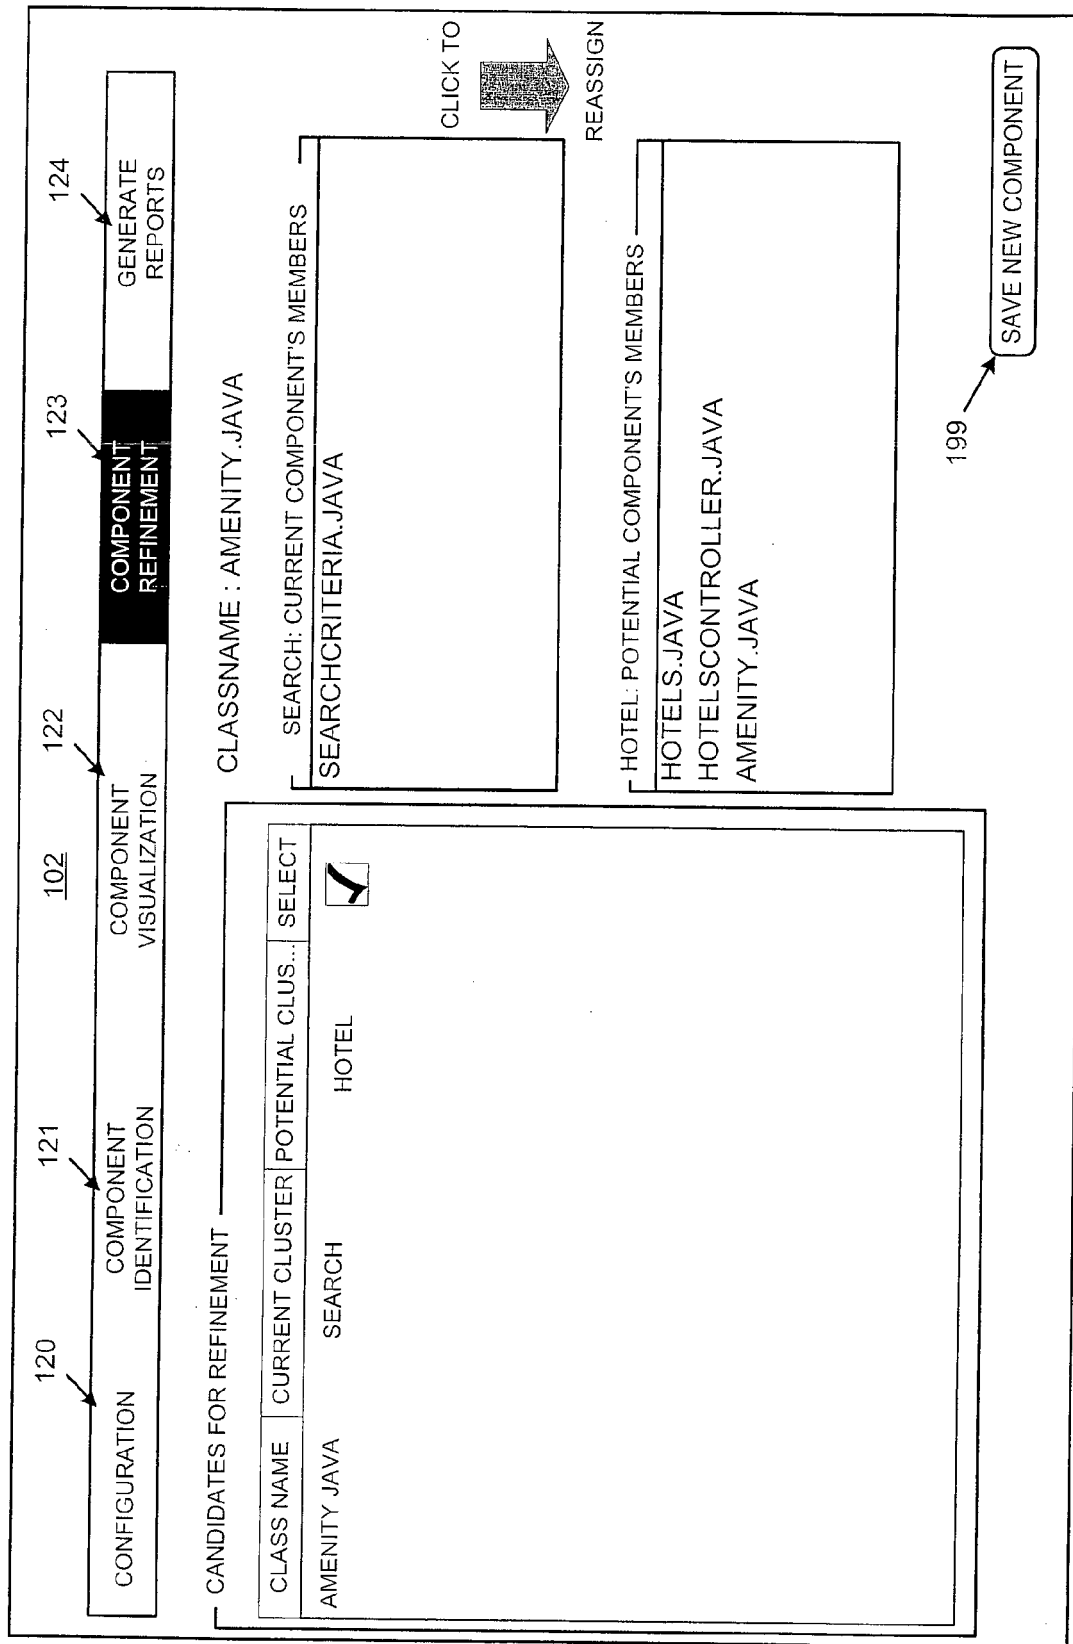 102
120
121
122
123
124
CONFIGURATION
COMPONENT
IDENTIFICATION
COMPONENT
VISUALIZATION
COMPONENT
REFINEMENT
GENERATE
REPORTS
CANDIDATES FOR REFINEMENT
CLASS NAME CURRENT CLUSTER POTENTIAL CLUS... SELECT
AMENITY JAVA SEARCH HOTEL
CLASSNAME : AMENITY.JAVA
SEARCH: CURRENT COMPONENT'S MEMBERS
SEARCHCRITERIA.JAVA
CLICK TO
REASSIGN
HOTEL: POTENTIAL COMPONENT'S MEMBERS
HOTELS.JAVA
HOTELSCONTROLLER.JAVA
AMENITY.JAVA
199
SAVE NEW COMPONENT